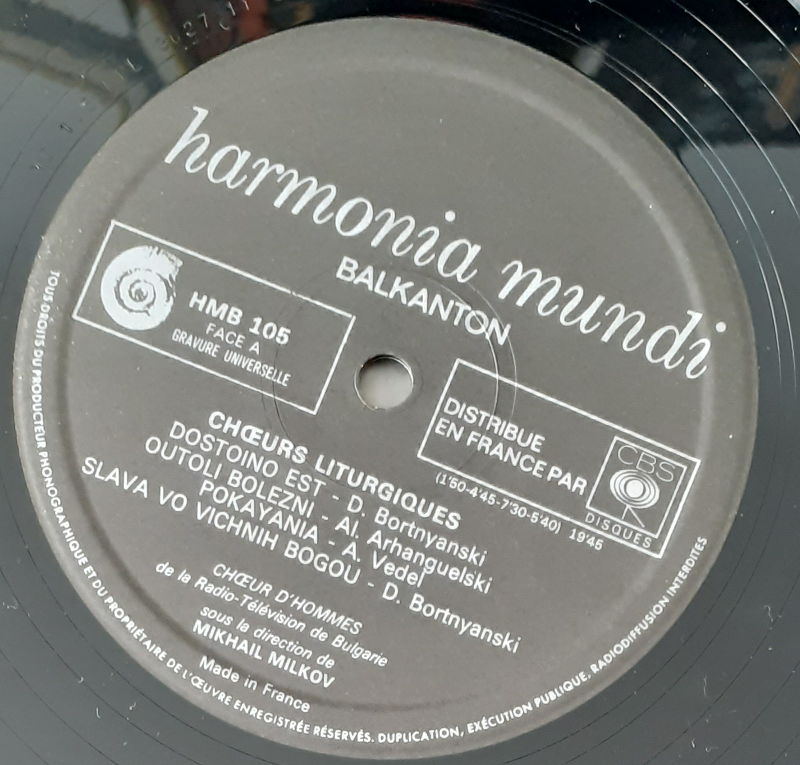 harmonia mundi
BALKANTON
HMB 105
FACE A
GRAVURE UNIVERSELLE
DISTRIBUE
EN FRANCE PAR
CBS
DISQUES
(1'50-4'45-7'30-5'40) 19'45
CHŒURS LITURGIQUES
DOSTOINO EST - D. Bortnyanski
OUTOLI BOLEZNI - Al. Arhanguelski
POKAYANIA - A. Vedel
SLAVA VO VICHNIH BOGOU - D. Bortnyanski
CHŒUR D'HOMMES
de la Radio-Télévision de Bulgarie
sous la direction de
MIKHAIL MILKOV
Made in France
TOUS DROITS DU PRODUCTEUR PHONOGRAPHIQUE ET DU PROPRIÉTAIRE DE L'ŒUVRE ENREGISTRÉE RÉSERVÉS. DUPLICATION, EXÉCUTION PUBLIQUE, RADIODIFFUSION INTERDITES